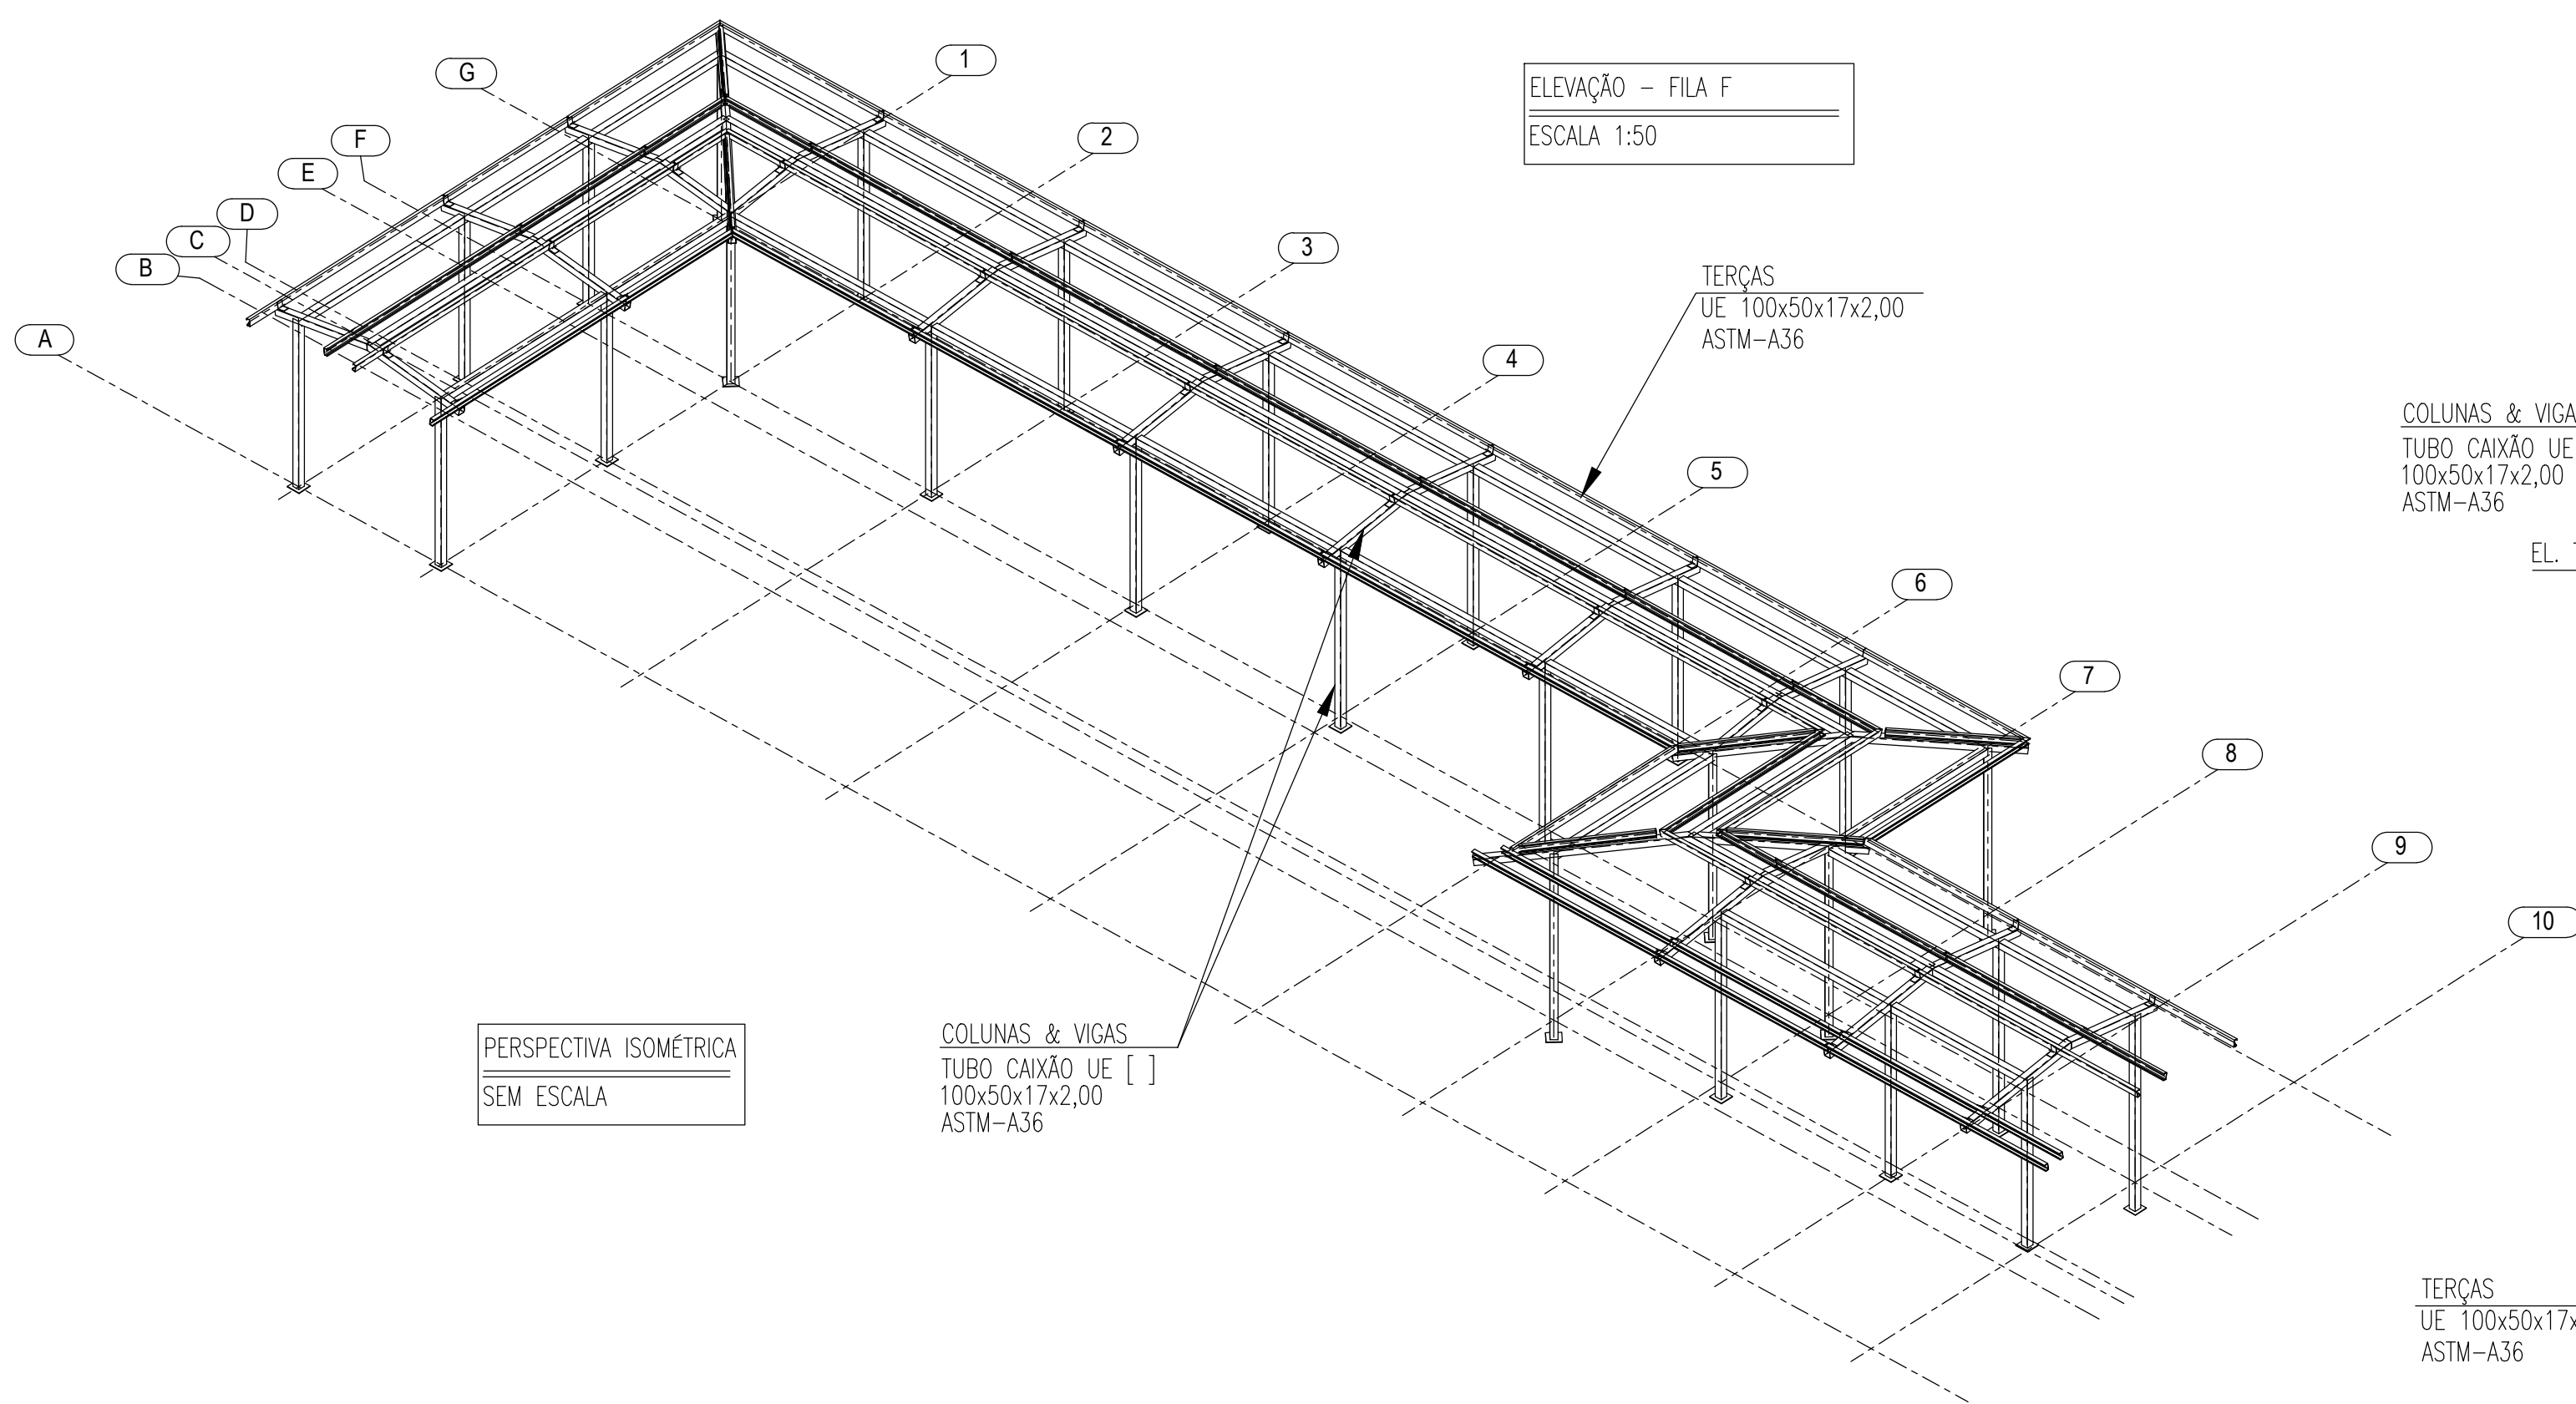 G
1
F
2
E
D
C
B
A
3
4
5
6
7
8
9
10
ELEVAÇÃO – FILA F
ESCALA 1:50
TERÇAS
UE 100x50x17x2,00
ASTM–A36
COLUNAS & VIGA
TUBO CAIXÃO UE
100x50x17x2,00
ASTM–A36
EL.
PERSPECTIVA ISOMÉTRICA
SEM ESCALA
COLUNAS & VIGAS
TUBO CAIXÃO UE [ ]
100x50x17x2,00
ASTM–A36
TERÇAS
UE 100x50x17x
ASTM–A36